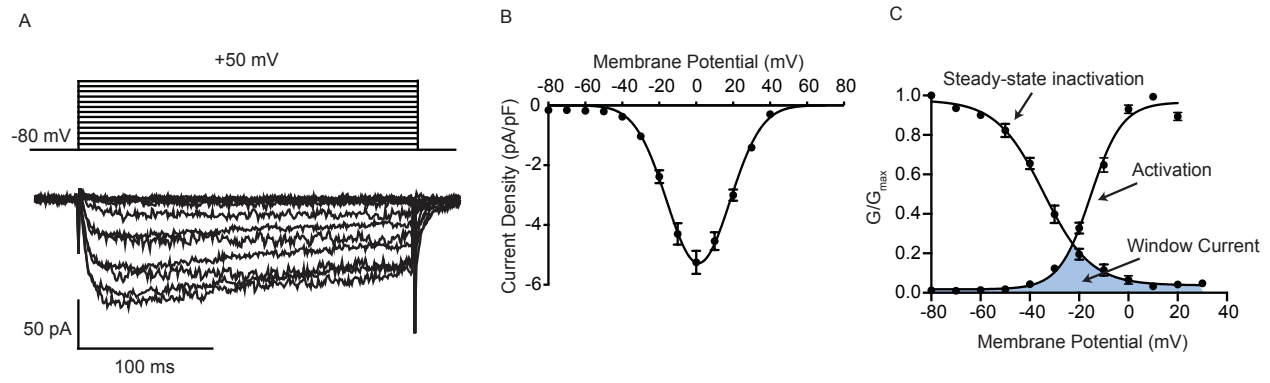 A
+50 mV
-80 mV
50 pA
100 ms
B
Membrane Potential (mV)
-80 -60 -40 -20 0 20 40 60 80
0
-2
-4
-6
Current Density (pA/pF)
C
Steady-state inactivation
Activation
Window Current
1.0
0.8
0.6
0.4
0.2
0.0
G/Gmax
-80 -60 -40 -20 0 20 40
Membrane Potential (mV)